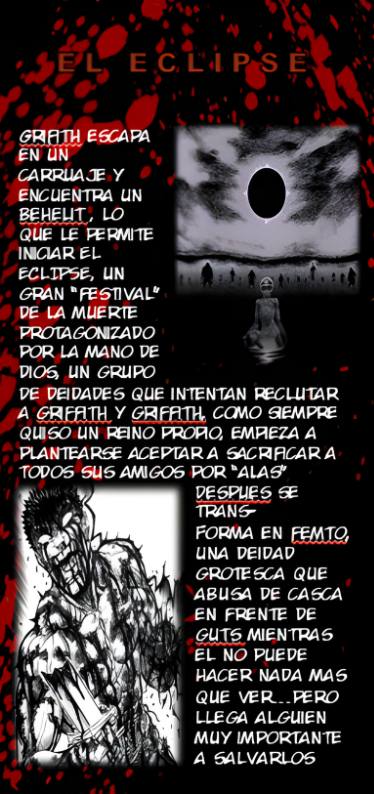 EL ECLIPSE
GRIFITH ESCAPA
EN UN
CARRUAJE Y
ENCUENTRA UN
BEHELIT, LO
QUE LE PERMITE
INICIAR EL
ECLIPSE, UN
GRAN "FESTIVAL"
DE LA MUERTE
PROTAGONIZADO
POR LA MANO DE
DIOS, UN GRUPO
DE DEIDADES QUE INTENTAN RECLUTAR
A GRIFFITH Y GRIFFITH, COMO SIEMPRE
QUISO UN REINO PROPIO, EMPIEZA A
PLANTEARSE ACEPTAR A SACRIFICAR A
TODOS SUS AMIGOS POR "ALAS"
DESPUES SE
TRANS-
FORMA EN FEMTO,
UNA DEIDAD
GROTESCA QUE
ABUSA DE CASCA
EN FRENTE DE
GUTS MIENTRAS
EL NO PUEDE
HACER NADA MAS
QUE VER...PERO
LLEGA ALGUIEN
MUY IMPORTANTE
A SALVARLOS